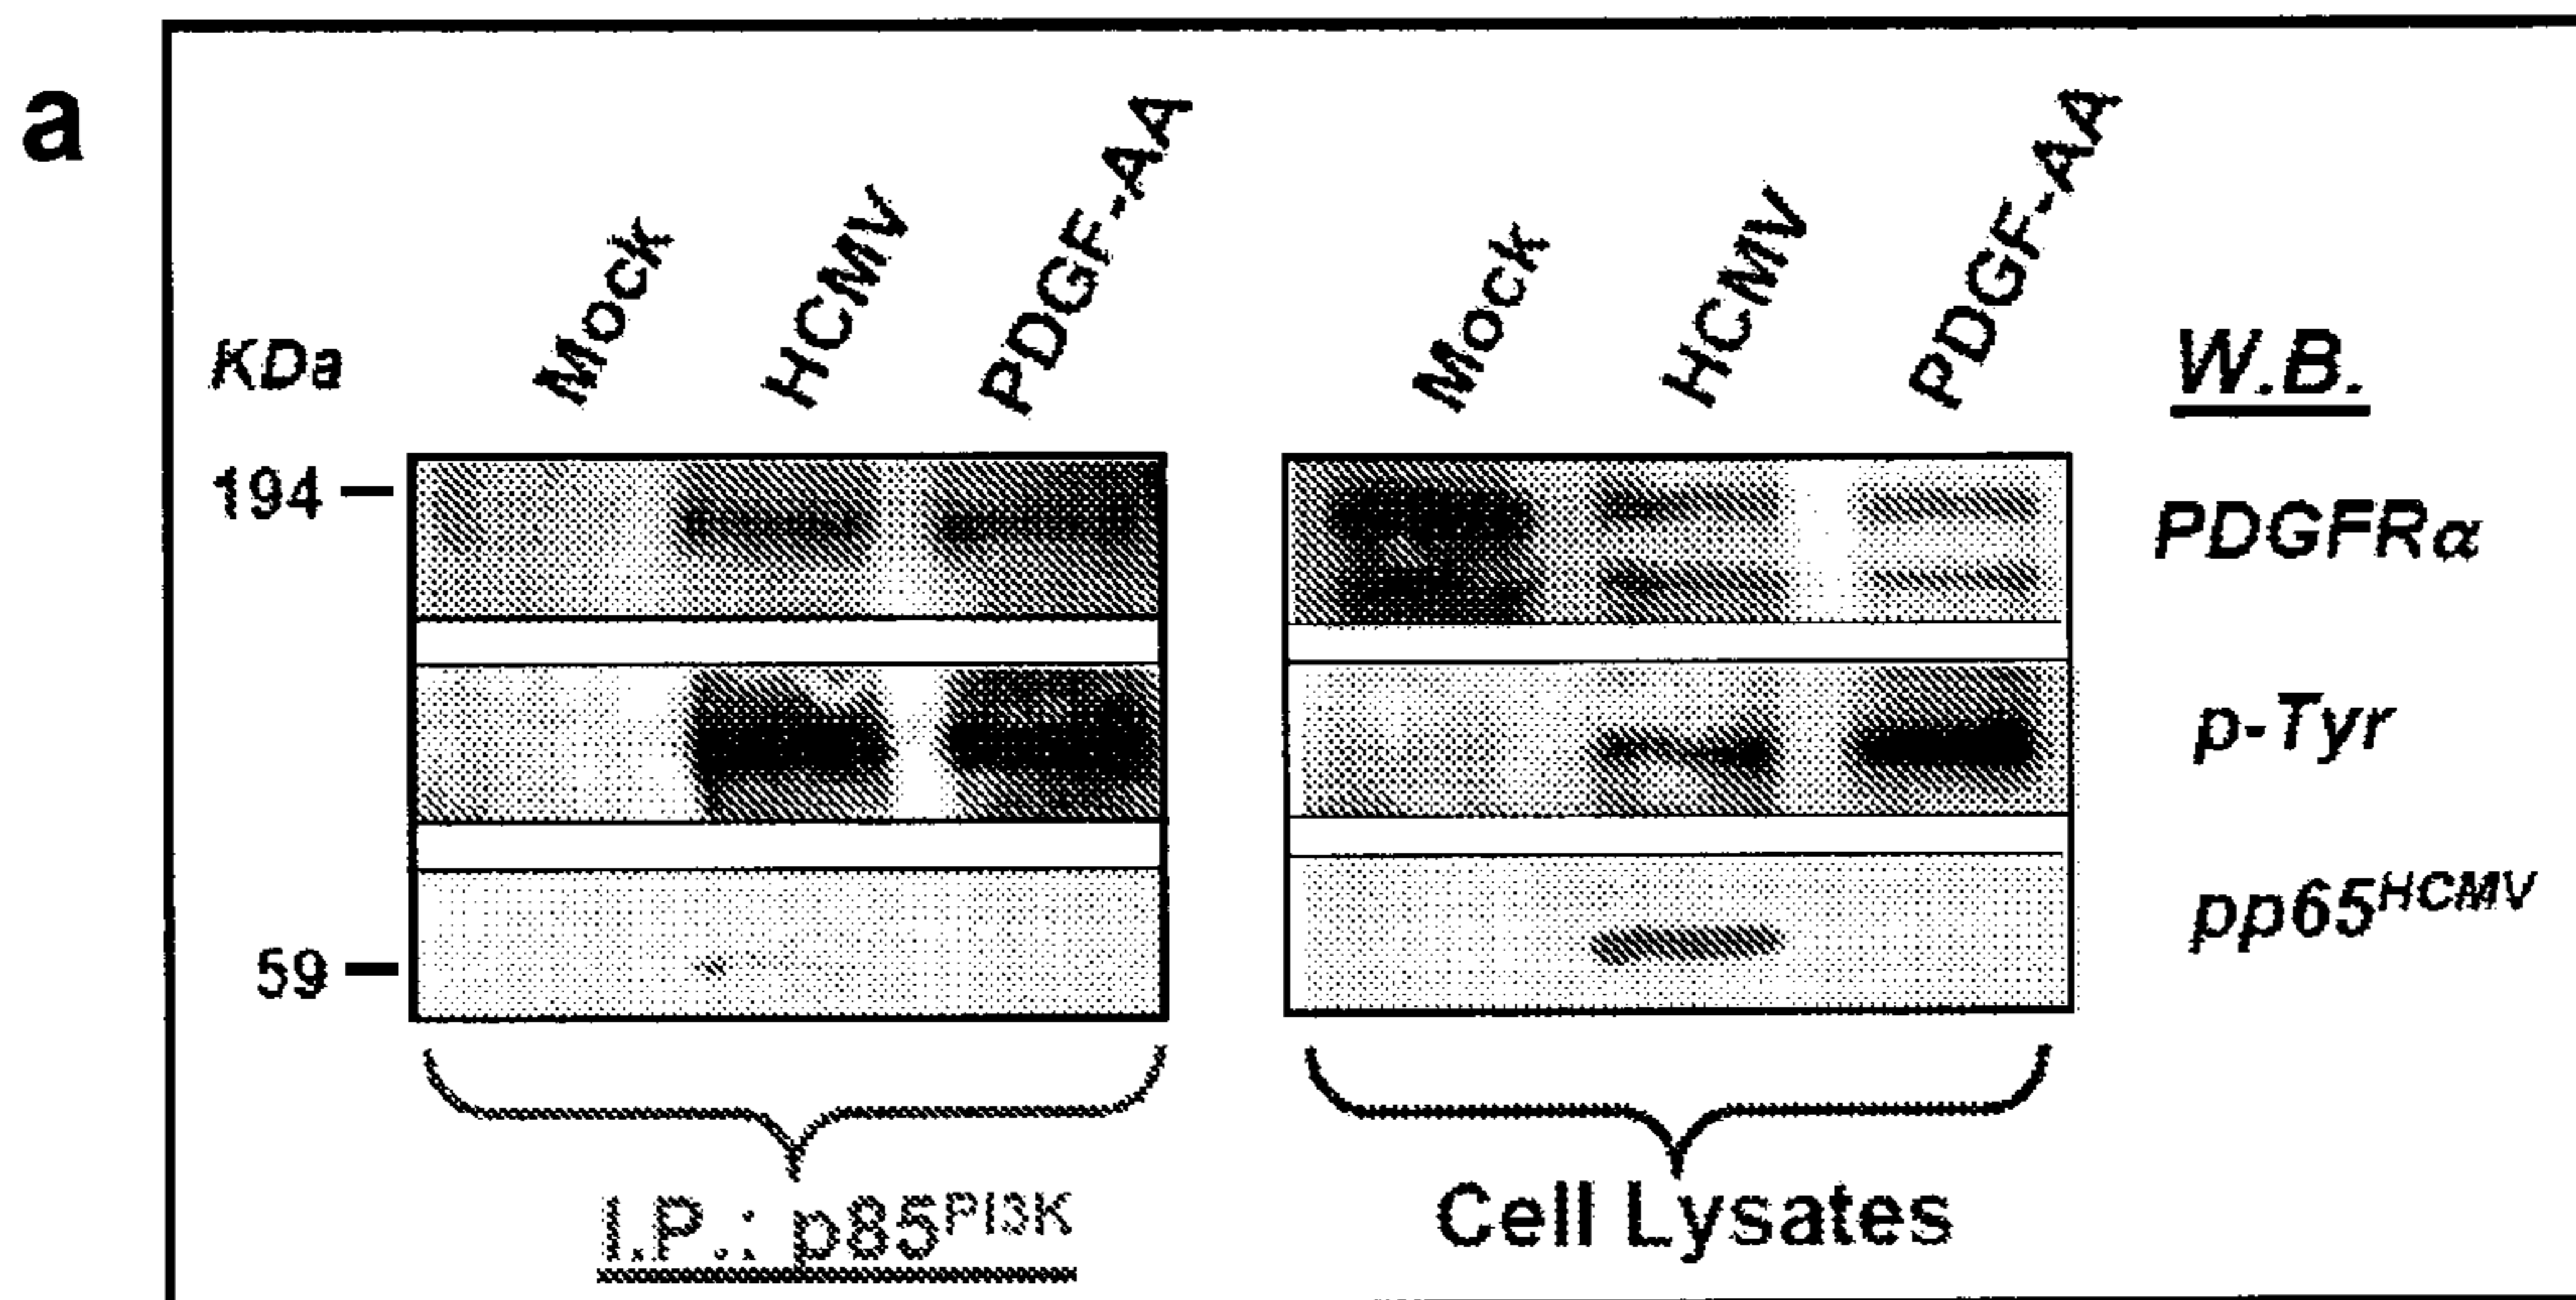 a
KDa Mock HCMV PDGF-AA Mock HCMV PDGF-AA W.B.
194 PDGFRα
p-Tyr
pp65HCMV
59
I.P.: p85PI3K Cell Lysates